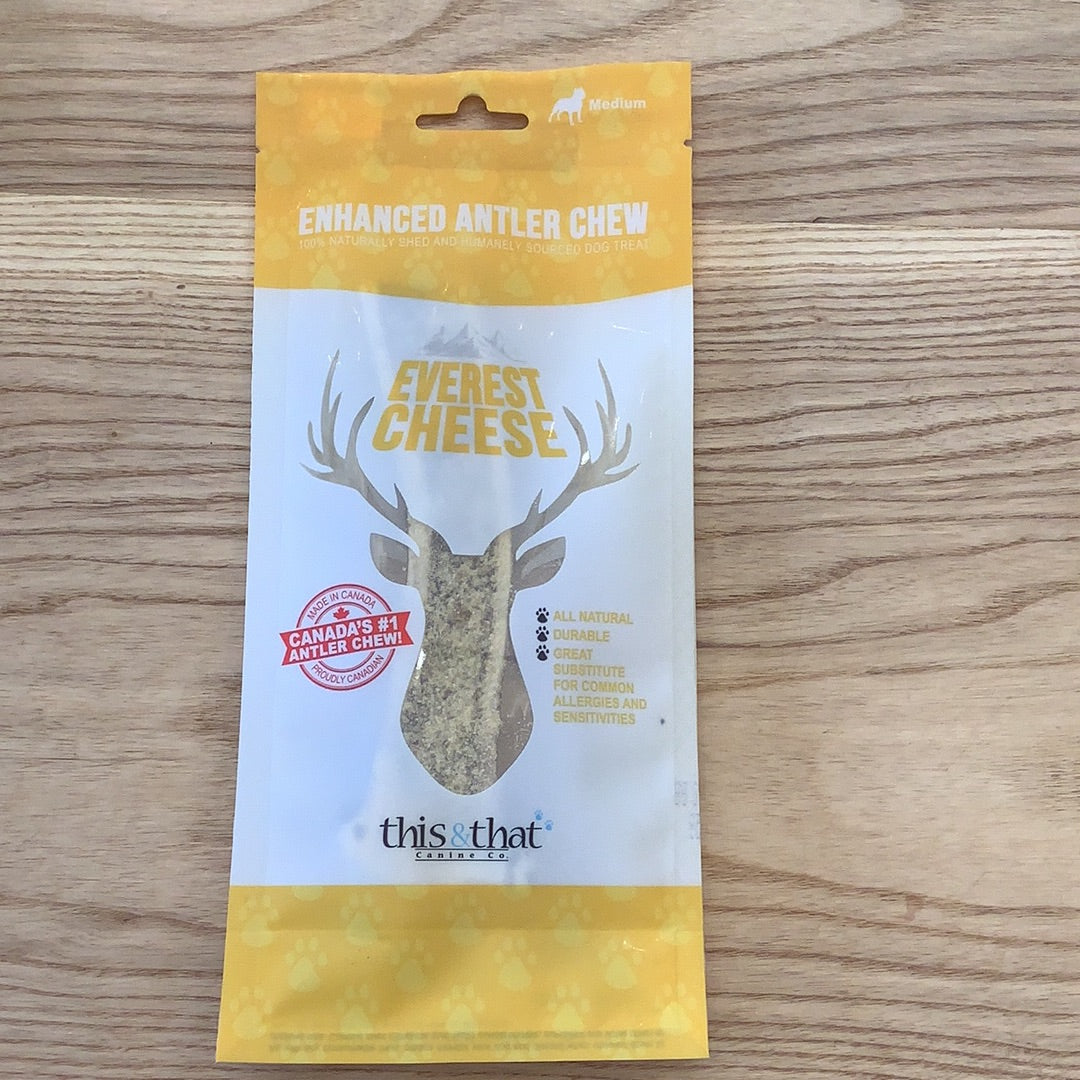 Medium
ENHANCED ANTLER CHEW
100% NATURALLY SHED AND HUMANELY SOURCED DOG TREAT
EVEREST
CHEESE
MADE IN CANADA
CANADA'S #1
ANTLER CHEW!
PROUDLY CANADIAN
ALL NATURAL
DURABLE
GREAT
SUBSTITUTE
FOR COMMON
ALLERGIES AND
SENSITIVITIES
this&that
Canine Co.